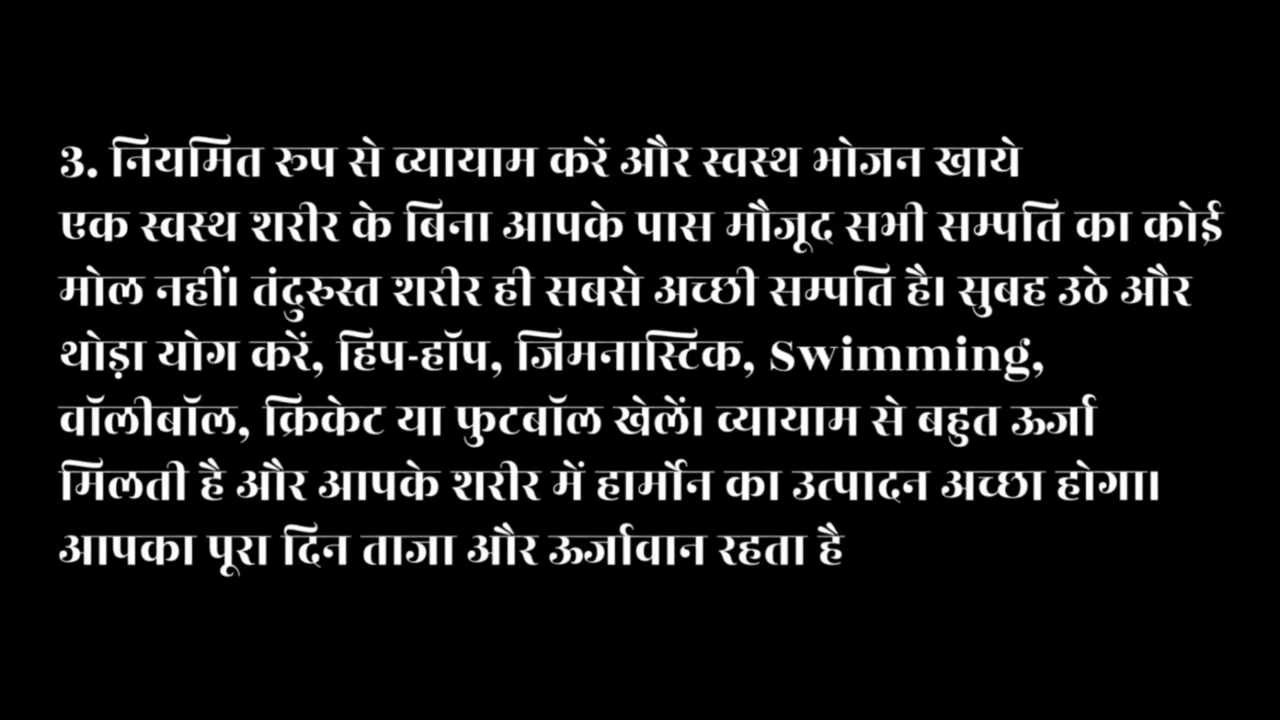 3. नियमित रूप से व्यायाम करें और स्वस्थ भोजन खाये
एक स्वस्थ शरीर के बिना आपके पास मौजूद सभी सम्पति का कोई
मोल नहीं। तंदुरुस्त शरीर ही सबसे अच्छी सम्पति है। सुबह उठे और
थोड़ा योग करें, हिप-हॉप, जिमनास्टिक, Swimming,
वॉलीबॉल, क्रिकेट या फुटबॉल खेलें। व्यायाम से बहुत ऊर्जा
मिलती है और आपके शरीर में हार्मोन का उत्पादन अच्छा होगा।
आपका पूरा दिन ताजा और ऊर्जावान रहता है